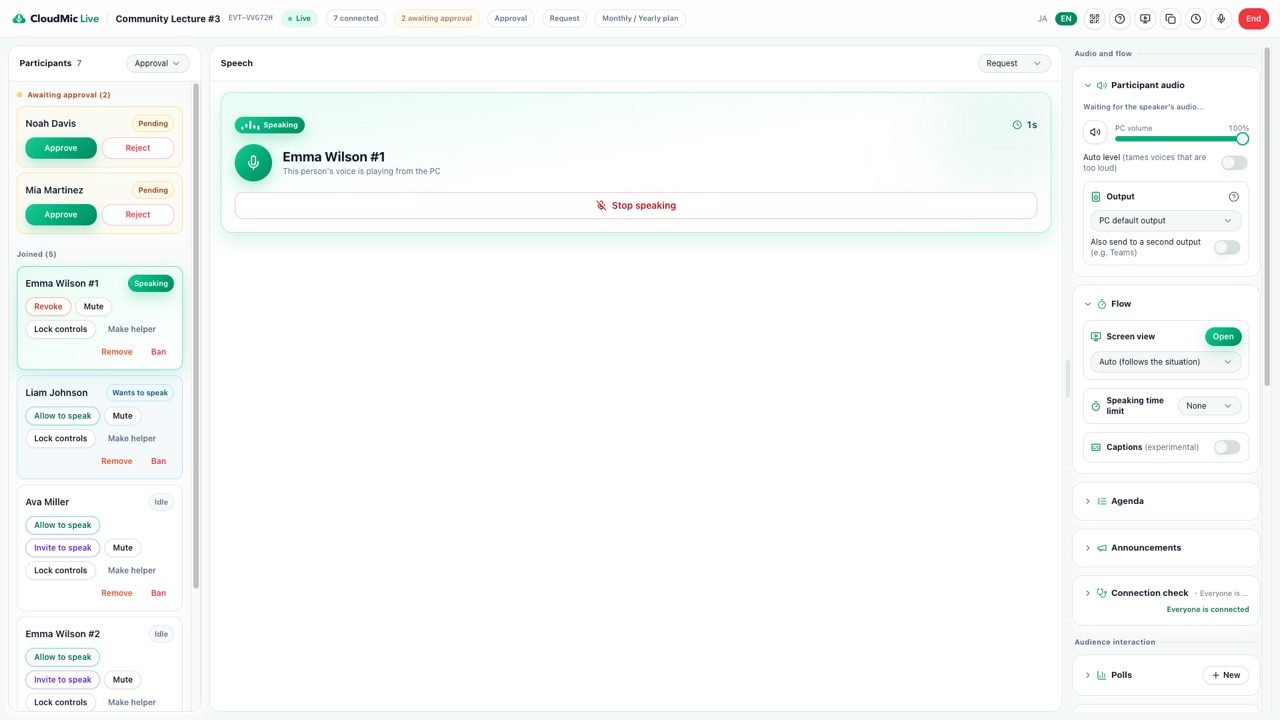 CloudMic Live
Community Lecture #3
EVT-VVG72H
Live
7 connected
2 awaiting approval
Approval
Request
Monthly / Yearly plan
JA
EN
End
Participants 7
Approval
Awaiting approval (2)
Noah Davis
Pending
Approve
Reject
Mia Martinez
Pending
Approve
Reject
Joined (5)
Emma Wilson #1
Speaking
Revoke
Mute
Lock controls
Make helper
Remove
Ban
Liam Johnson
Wants to speak
Allow to speak
Mute
Lock controls
Make helper
Remove
Ban
Ava Miller
Idle
Allow to speak
Invite to speak
Mute
Lock controls
Make helper
Remove
Ban
Emma Wilson #2
Idle
Allow to speak
Invite to speak
Mute
Lock controls
Make helper
Speech
Request
Speaking
1s
Emma Wilson #1
This person's voice is playing from the PC
Stop speaking
Audio and flow
Participant audio
Waiting for the speaker's audio...
PC volume
100%
Auto level (tames voices that are
too loud)
Output
PC default output
Also send to a second output
(e.g. Teams)
Flow
Screen view
Open
Auto (follows the situation)
Speaking time
limit
None
Captions (experimental)
Agenda
Announcements
Connection check
- Everyone is ...
Everyone is connected
Audience interaction
Polls
+ New